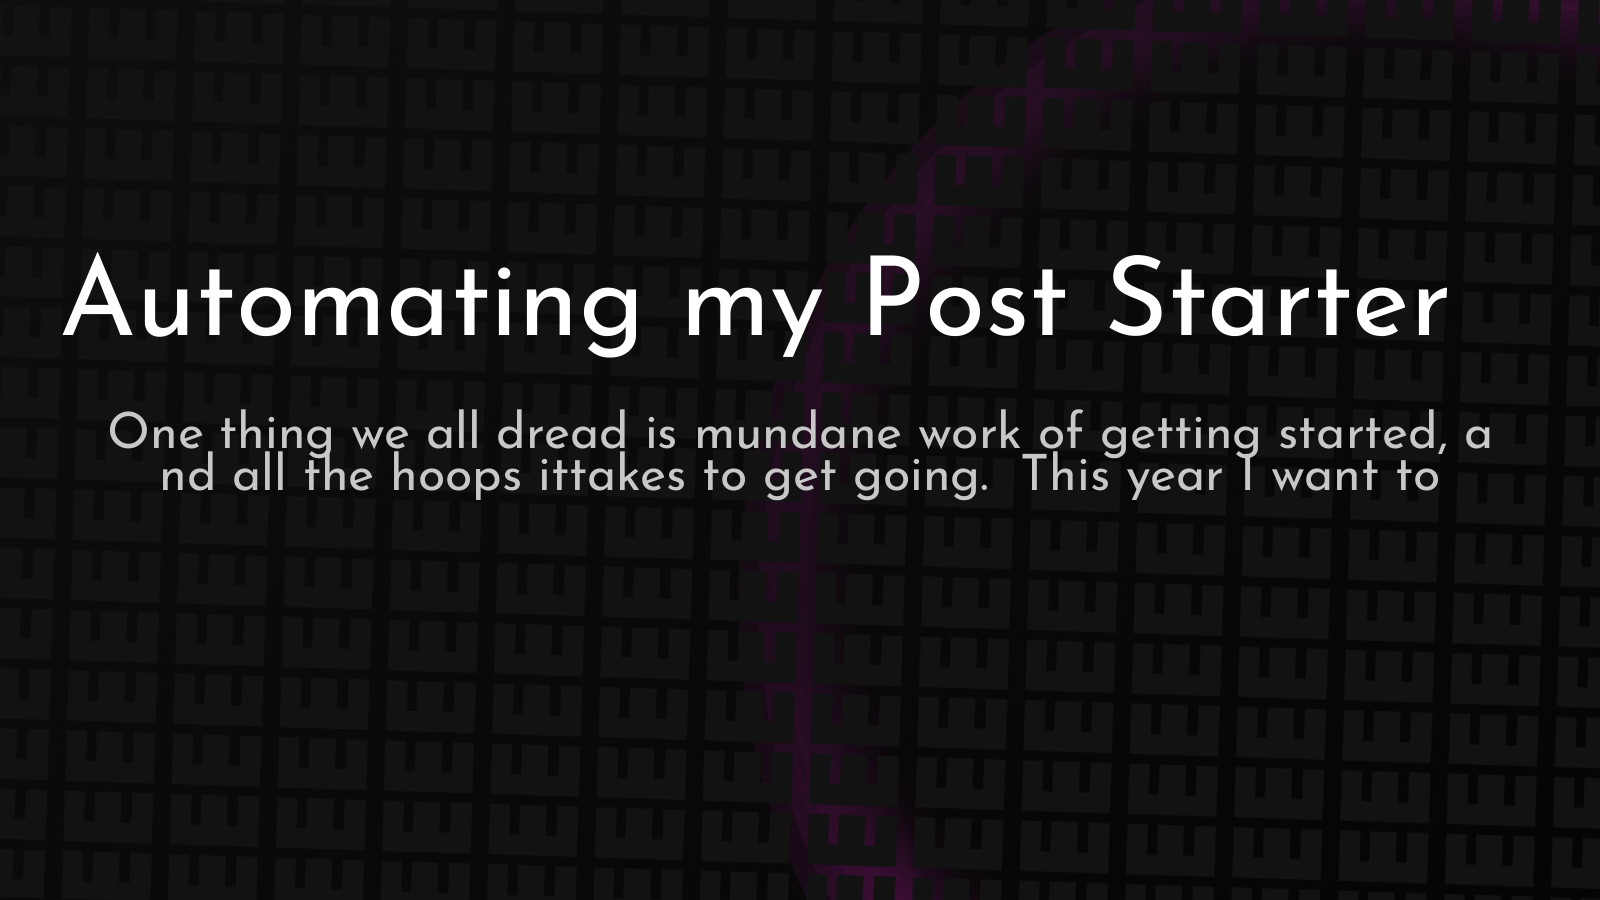 Automating my Post Starter
One thing we all dread is mundane work of getting started, a
nd all the hoops ittakes to get going.  This year I want to